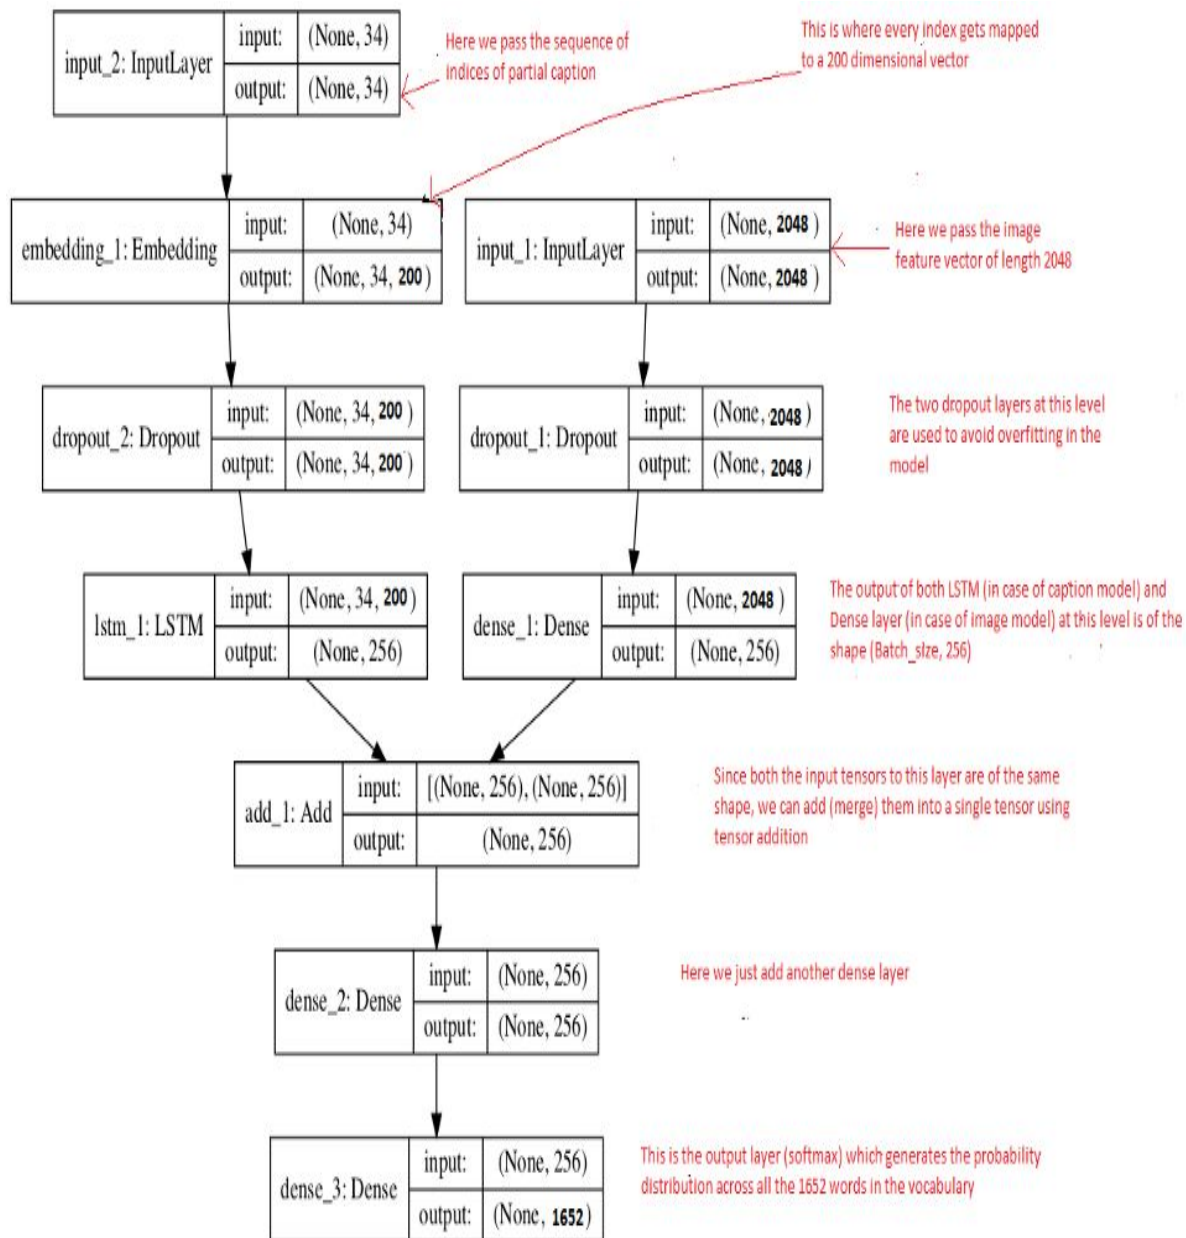 input_2: InputLayer
input: (None, 34)
output: (None, 34)
Here we pass the sequence of
indices of partial caption
This is where every index gets mapped
to a 200 dimensional vector
embedding_1: Embedding
input: (None, 34)
output: (None, 34, 200)
input_1: InputLayer
input: (None, 2048 )
output: (None, 2048 )
Here we pass the image
feature vector of length 2048
dropout_2: Dropout
input: (None, 34, 200 )
output: (None, 34, 200 )
dropout_1: Dropout
input: (None, 2048)
output: (None, 2048)
The two dropout layers at this level
are used to avoid overfitting in the
model
lstm_1: LSTM
input: (None, 34, 200)
output: (None, 256)
dense_1: Dense
input: (None, 2048 )
output: (None, 256)
The output of both LSTM (in case of caption model) and
Dense layer (in case of image model) at this level is of the
shape (Batch_size, 256)
add_1: Add
input: [(None, 256), (None, 256)]
output: (None, 256)
Since both the input tensors to this layer are of the same
shape, we can add (merge) them into a single tensor using
tensor addition
dense_2: Dense
input: (None, 256)
output: (None, 256)
Here we just add another dense layer
dense_3: Dense
input: (None, 256)
output: (None, 1652)
This is the output layer (softmax) which generates the probability
distribution across all the 1652 words in the vocabulary